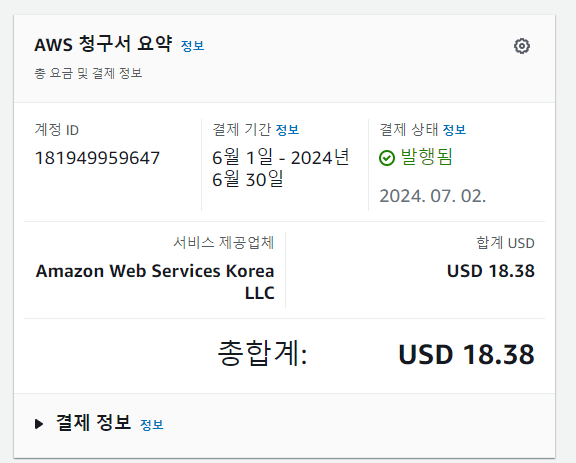 AWS 청구서 요약 정보
총 요금 및 결제 정보
계정 ID
181949959647
결제 기간 정보
6월 1일 - 2024년
6월 30일
결제 상태 정보
발행됨
2024. 07. 02.
서비스 제공업체
Amazon Web Services Korea
LLC
합계 USD
USD 18.38
총합계: USD 18.38
결제 정보 정보